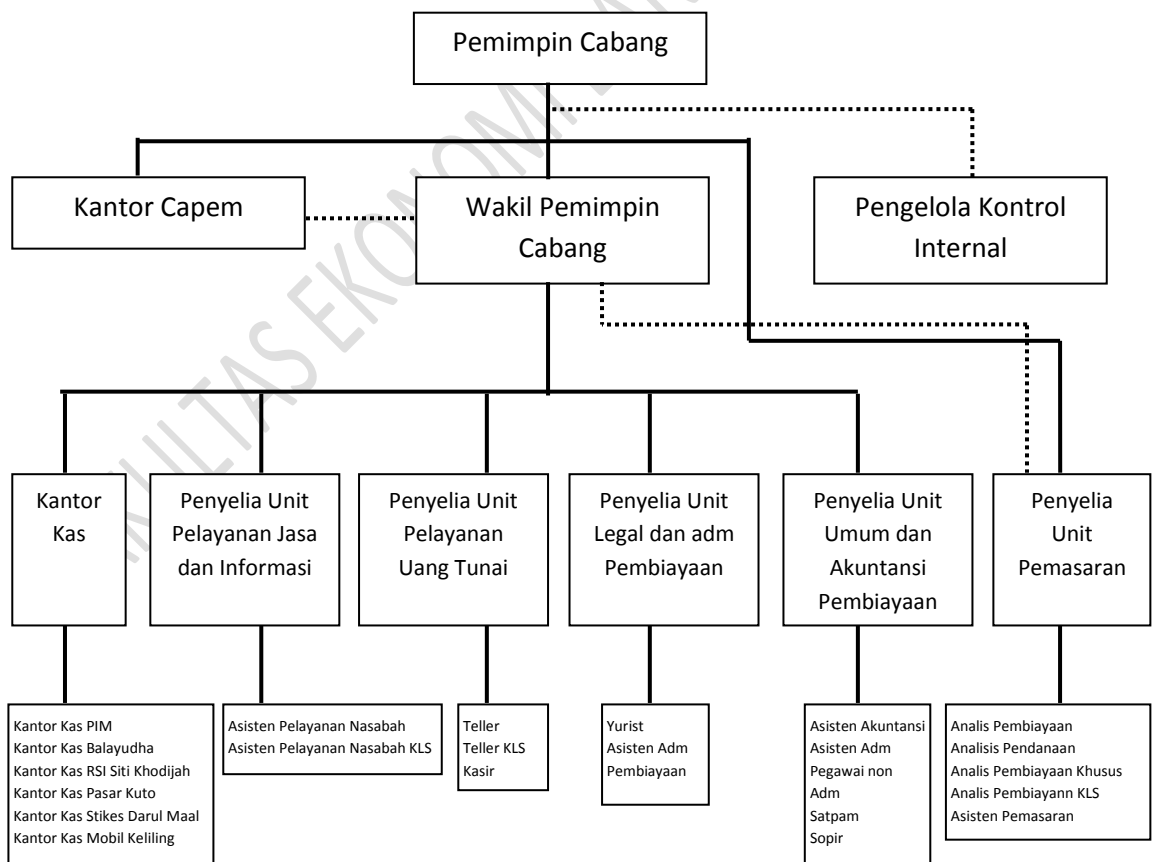 Pemimpin Cabang
Kantor Capem
Wakil Pemimpin
Cabang
Pengelola Kontrol
Internal
Kantor
Kas
Penyelia Unit
Pelayanan Jasa
dan Informasi
Penyelia Unit
Pelayanan
Uang Tunai
Penyelia Unit
Legal dan adm
Pembiayaan
Penyelia Unit
Umum dan
Akuntansi
Pembiayaan
Penyelia
Unit
Pemasaran
Kantor Kas PIM
Kantor Kas Balayudha
Kantor Kas RSI Siti Khodijah
Kantor Kas Pasar Kuto
Kantor Kas Stikes Darul Maal
Kantor Kas Mobil Keliling
Asisten Pelayanan Nasabah
Asisten Pelayanan Nasabah KLS
Teller
Teller KLS
Kasir
Yurist
Asisten Adm
Pembiayaan
Asisten Akuntansi
Asisten Adm
Pegawai non
Adm
Satpam
Sopir
Analis Pembiayaan
Analisis Pendanaan
Analis Pembiayaan Khusus
Analis Pembiayann KLS
Asisten Pemasaran